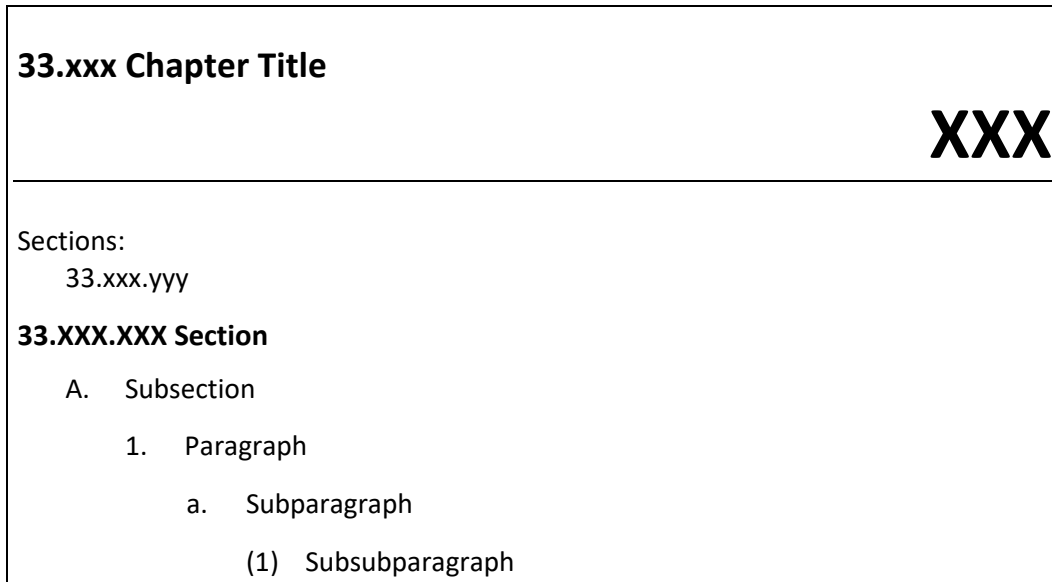 33.xxx Chapter Title
XXX
Sections:
33.xxx.yyy
33.XXX.XXX Section
A. Subsection
1. Paragraph
a. Subparagraph
(1) Subsubparagraph